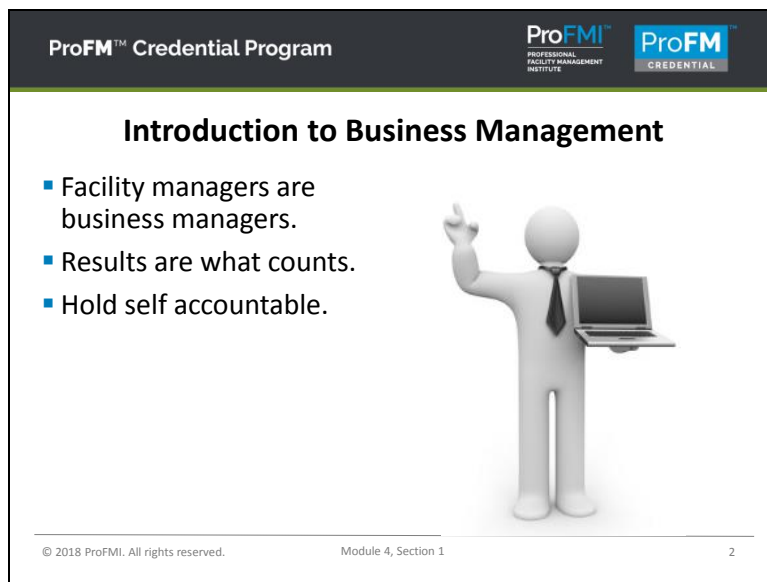 ProFM™ Credential Program
ProFMI™
PROFESSIONAL
FACILITY MANAGEMENT
INSTITUTE
ProFM™
CREDENTIAL
Introduction to Business Management
▪ Facility managers are
business managers.
▪ Results are what counts.
▪ Hold self accountable.
© 2018 ProFMI. All rights reserved.
Module 4, Section 1
2